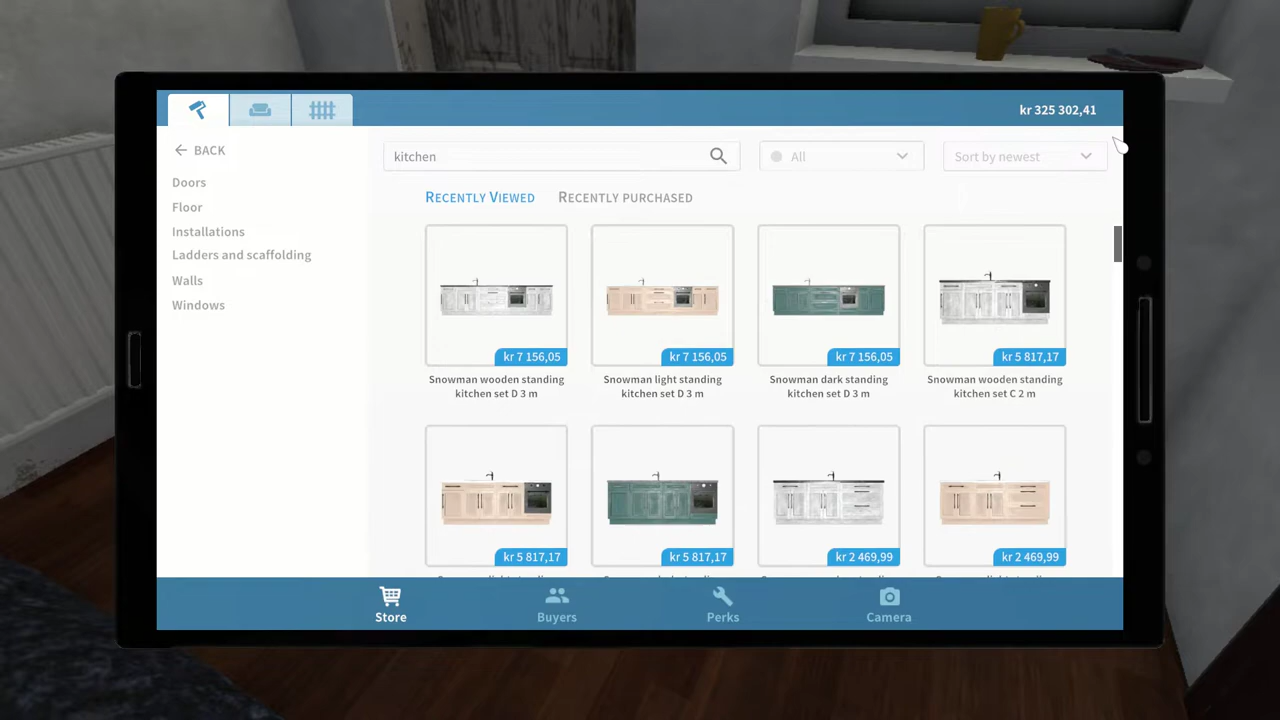 kr 325 302,41
BACK
kitchen
All
Sort by newest
Doors
Floor
Installations
Ladders and scaffolding
Walls
Windows
RECENTLY VIEWED
RECENTLY PURCHASED
kr 7 156,05
kr 7 156,05
kr 7 156,05
kr 5 817,17
Snowman wooden standing
kitchen set D 3 m
Snowman light standing
kitchen set D 3 m
Snowman dark standing
kitchen set D 3 m
Snowman wooden standing
kitchen set C 2 m
kr 5 817,17
kr 5 817,17
kr 2 469,99
kr 2 469,99
Store
Buyers
Perks
Camera